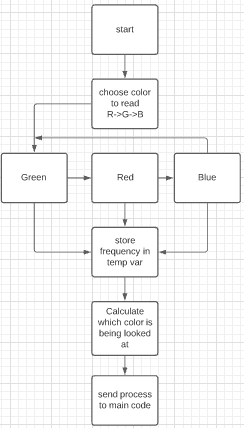 start
choose color
to read
R->G->B
Green
Red
Blue
store
frequency in
temp var
Calculate
which color is
being looked
at
send process
to main code